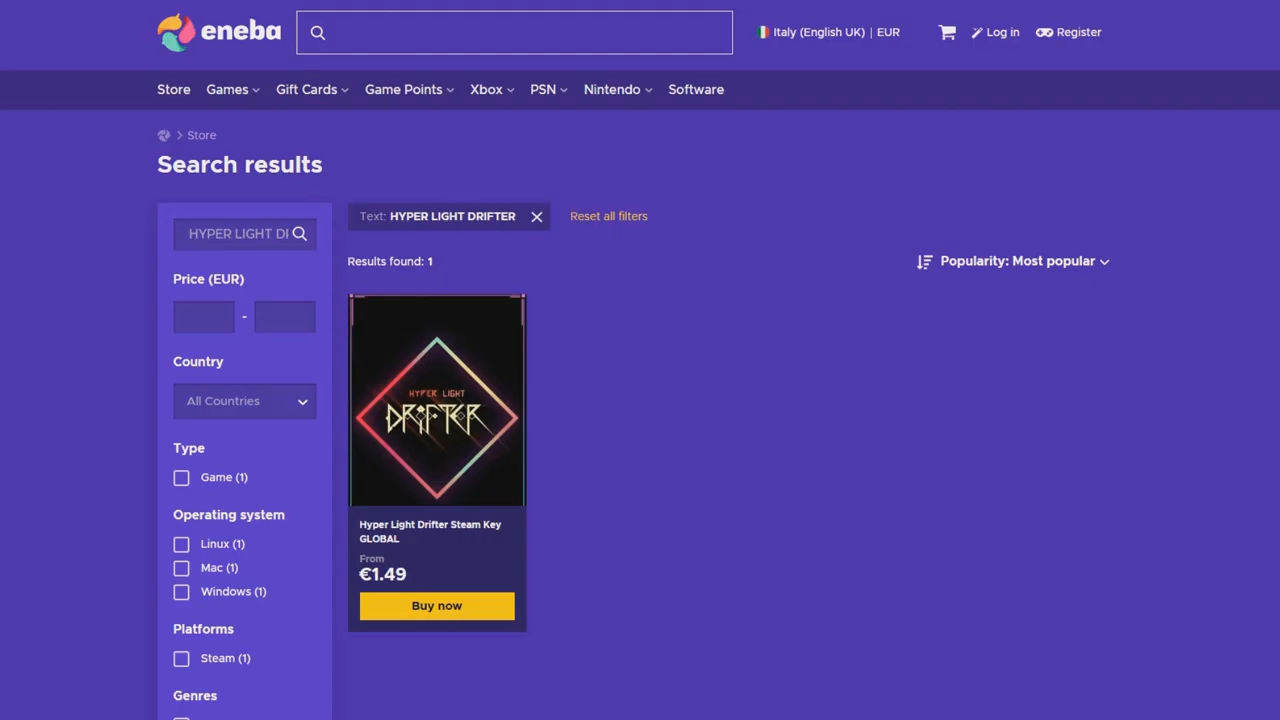 eneba
Italy (English UK) | EUR
Log in
Register
Store
Games
Gift Cards
Game Points
Xbox
PSN
Nintendo
Software
Store
Search results
HYPER LIGHT DI
Text: HYPER LIGHT DRIFTER
Reset all filters
Price (EUR)
-
Results found: 1
Popularity: Most popular
Country
All Countries
Type
Game (1)
Operating system
Linux (1)
Mac (1)
Windows (1)
Platforms
Steam (1)
Genres
HYPER LIGHT
DRIFTER
Hyper Light Drifter Steam Key
GLOBAL
From
€1.49
Buy now